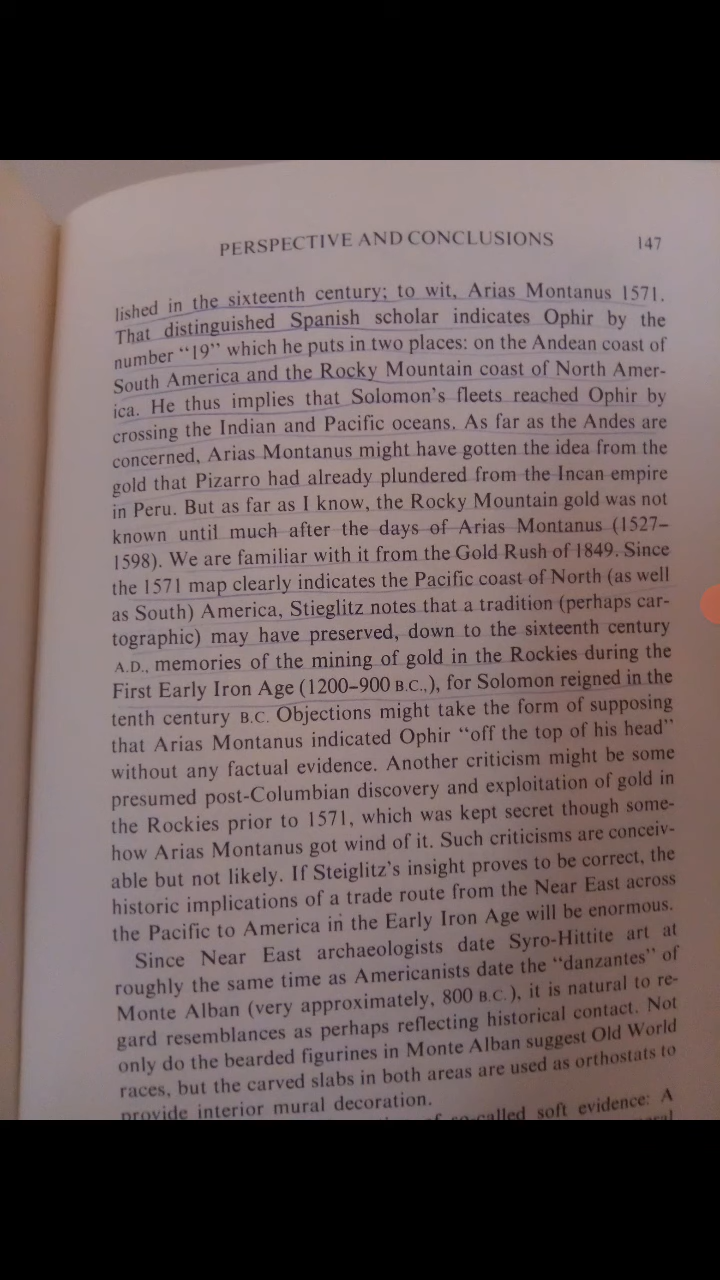 PERSPECTIVE AND CONCLUSIONS 147
lished in the sixteenth century; to wit, Arias Montanus 1571.
That distinguished Spanish scholar indicates Ophir by the
number "19" which he puts in two places: on the Andean coast of
South America and the Rocky Mountain coast of North Amer-
ica. He thus implies that Solomon's fleets reached Ophir by
crossing the Indian and Pacific oceans. As far as the Andes are
concerned, Arias Montanus might have gotten the idea from the
gold that Pizarro had already plundered from the Incan empire
in Peru. But as far as I know, the Rocky Mountain gold was not
known until much after the days of Arias Montanus (1527–
1598). We are familiar with it from the Gold Rush of 1849. Since
the 1571 map clearly indicates the Pacific coast of North (as well
as South) America, Stieglitz notes that a tradition (perhaps car-
tographic) may have preserved, down to the sixteenth century
A.D., memories of the mining of gold in the Rockies during the
First Early Iron Age (1200–900 B.C.,), for Solomon reigned in the
tenth century B.C. Objections might take the form of supposing
that Arias Montanus indicated Ophir "off the top of his head"
without any factual evidence. Another criticism might be some
presumed post-Columbian discovery and exploitation of gold in
the Rockies prior to 1571, which was kept secret though some-
how Arias Montanus got wind of it. Such criticisms are conceiv-
able but not likely. If Steiglitz's insight proves to be correct, the
historic implications of a trade route from the Near East across
the Pacific to America in the Early Iron Age will be enormous.
Since Near East archaeologists date Syro-Hittite art at
roughly the same time as Americanists date the "danzantes" of
Monte Alban (very approximately, 800 B.C.), it is natural to re-
gard resemblances as perhaps reflecting historical contact. Not
only do the bearded figurines in Monte Alban suggest Old World
races, but the carved slabs in both areas are used as orthostats to
provide interior mural decoration.
of so-called soft evidence: A